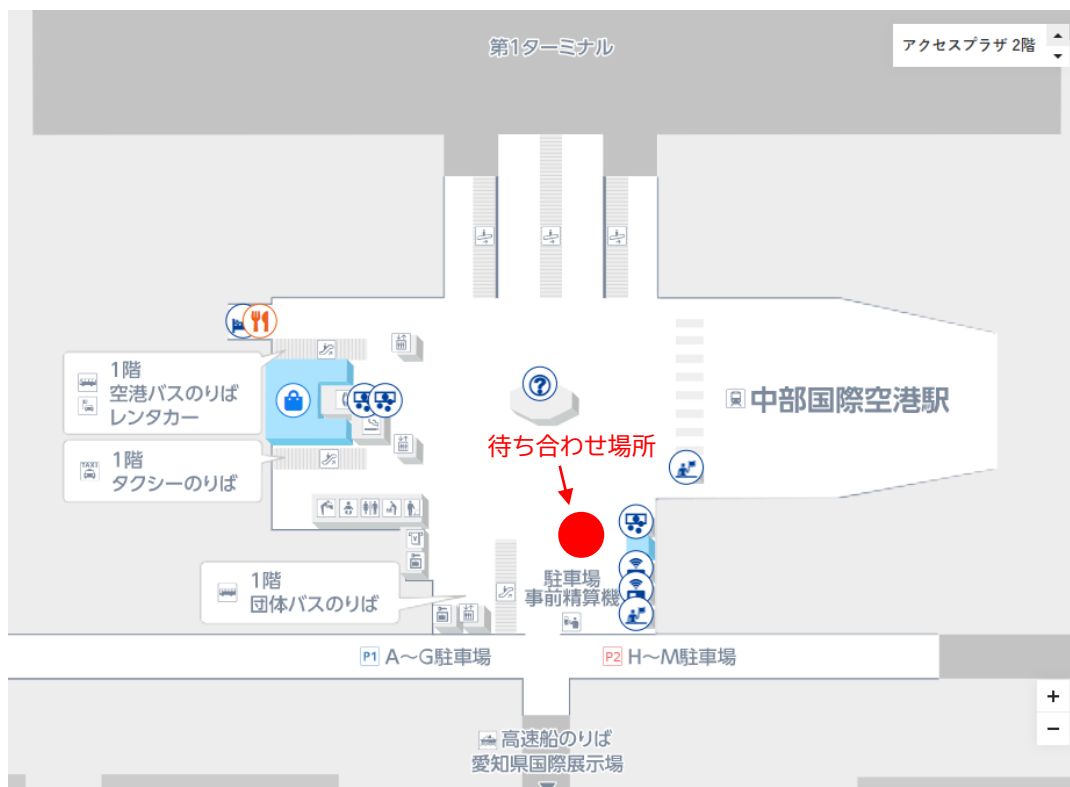 第1ターミナル
アクセスプラザ 2階
1階
空港バスのりば
レンタカー
中部国際空港駅
待ち合わせ場所
1階
タクシーのりば
TAXI
駐車場
事前精算機
1階
団体バスのりば
P1 A～G駐車場
P2 H～M駐車場
高速船のりば
愛知県国際展示場